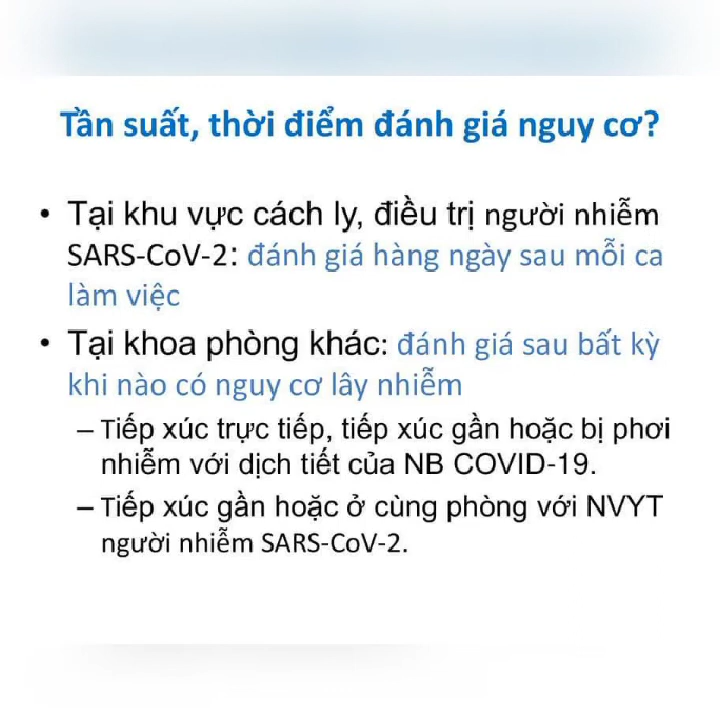 Tần suất, thời điểm đánh giá nguy cơ?
• Tại khu vực cách ly, điều trị người nhiễm
SARS-CoV-2: đánh giá hàng ngày sau mỗi ca
làm việc
• Tại khoa phòng khác: đánh giá sau bất kỳ
khi nào có nguy cơ lây nhiễm
– Tiếp xúc trực tiếp, tiếp xúc gần hoặc bị phơi
nhiễm với dịch tiết của NB COVID-19.
– Tiếp xúc gần hoặc ở cùng phòng với NVYT
người nhiễm SARS-CoV-2.